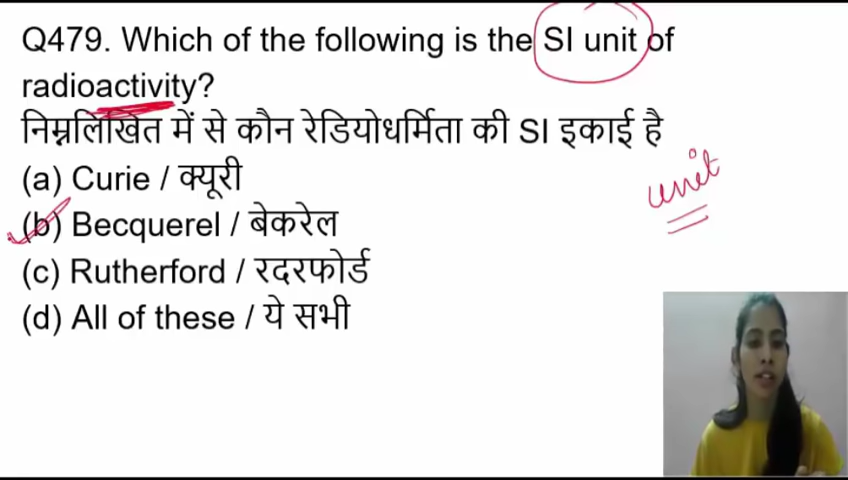 Q479. Which of the following is the SI unit of
radioactivity?
निम्नलिखित में से कौन रेडियोधर्मिता की SI इकाई है
(a) Curie / क्यूरी
unit
(b) Becquerel / बेकरेल
(c) Rutherford / रदरफोर्ड
(d) All of these / ये सभी